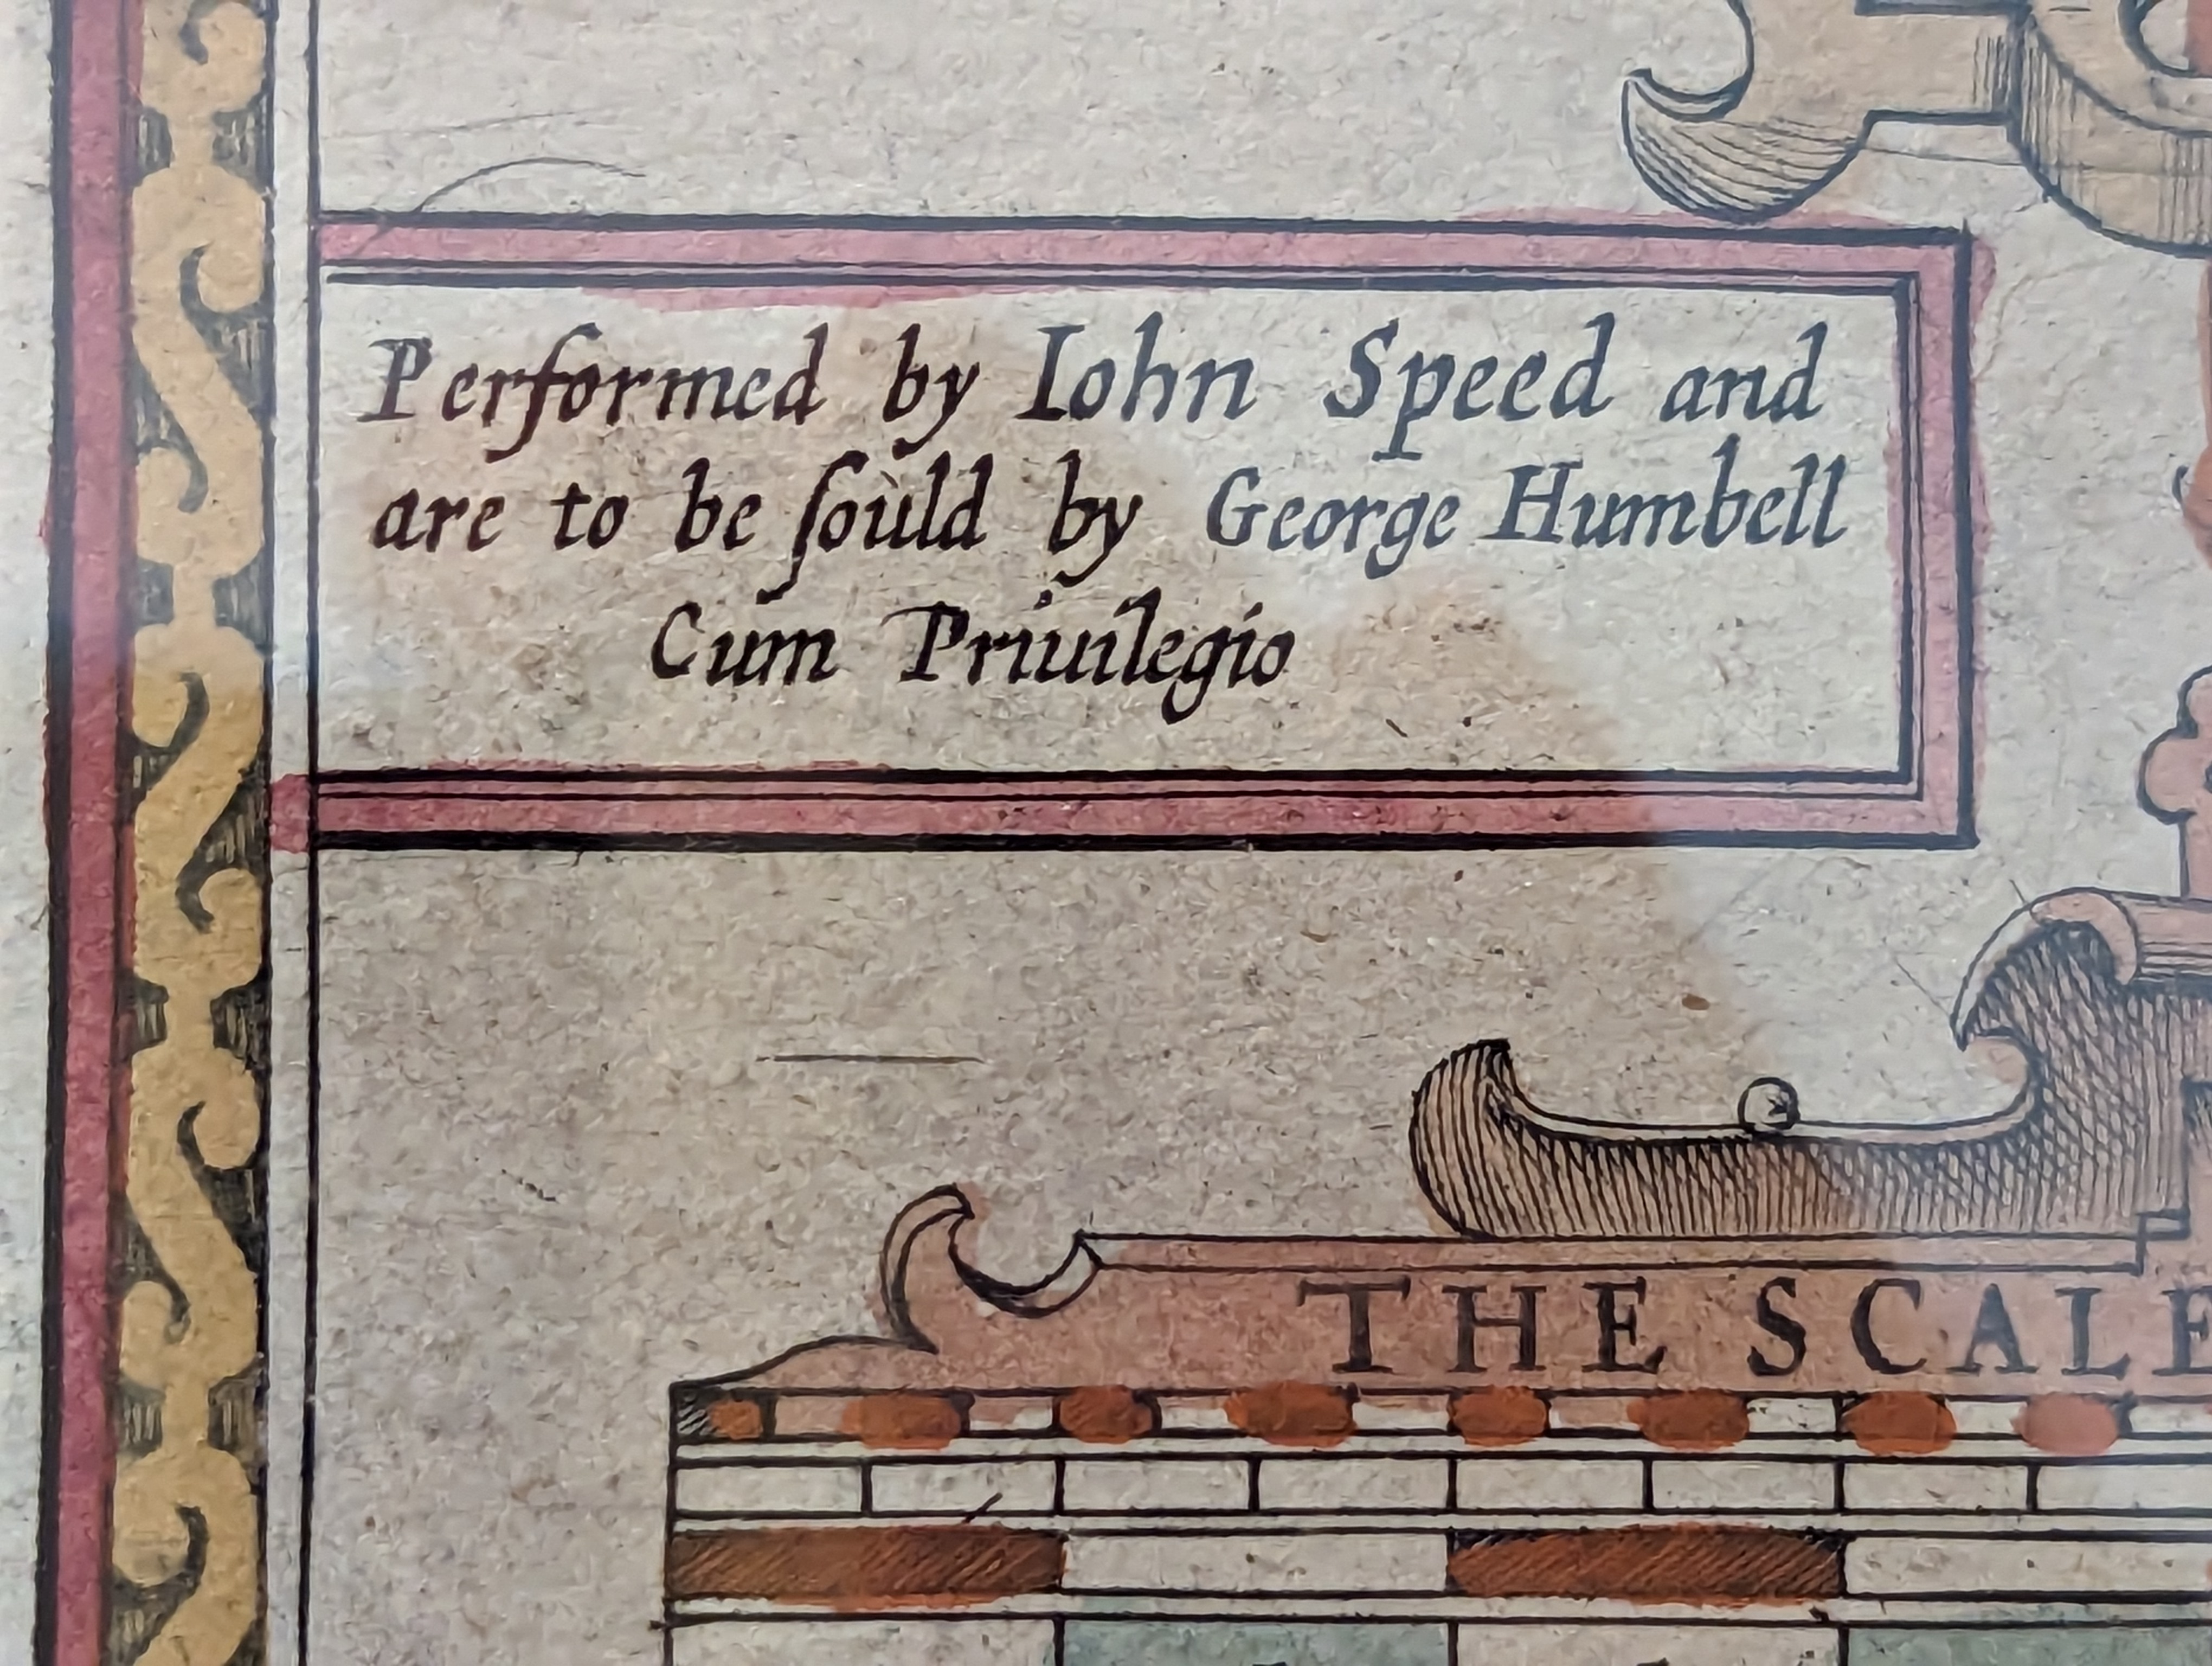 Performed by Iohn Speed and
are to be ſould by George Humbell
Cum Priuilegio
THE SCALE